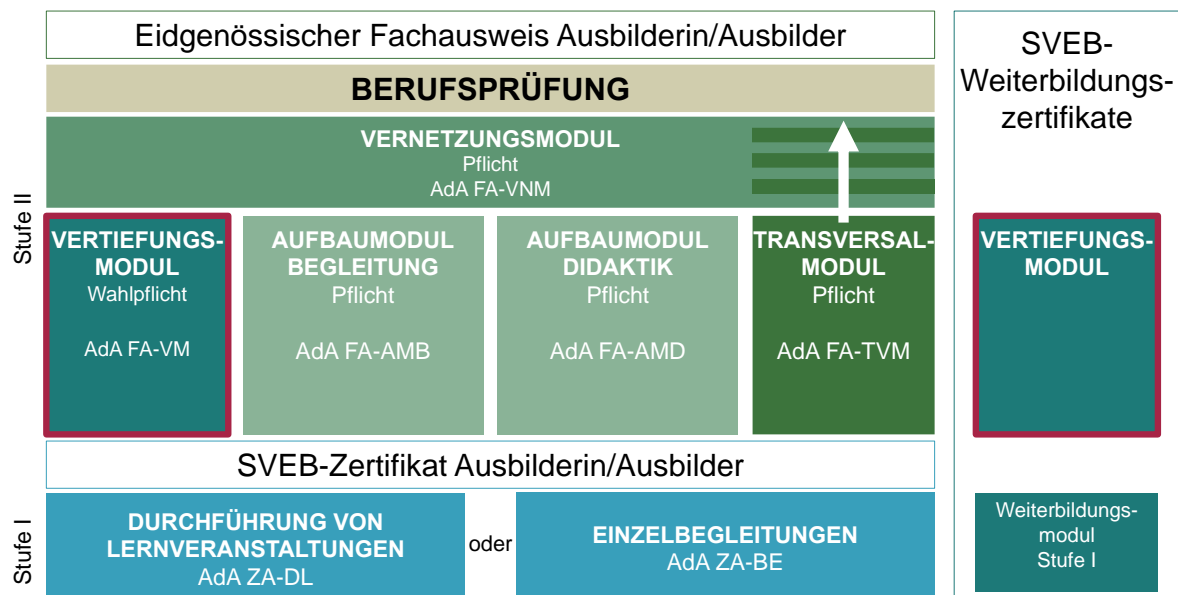 Eidgenössischer Fachausweis Ausbilderin/Ausbilder
BERUFSPRÜFUNG
VERNETZUNGSMODUL
Pflicht
AdA FA-VNM
Stufe II
VERTIEFUNGS-
MODUL
Wahlpflicht
AdA FA-VM
AUFBAUMODUL
BEGLEITUNG
Pflicht
AdA FA-AMB
AUFBAUMODUL
DIDAKTIK
Pflicht
AdA FA-AMD
TRANSVERSAL-
MODUL
Pflicht
AdA FA-TVM
SVEB-Zertifikat Ausbilderin/Ausbilder
Stufe I
DURCHFÜHRUNG VON
LERNVERANSTALTUNGEN
AdA ZA-DL
oder
EINZELBEGLEITUNGEN
AdA ZA-BE
SVEB-
Weiterbildungs-
zertifikate
VERTIEFUNGS-
MODUL
Weiterbildungs-
modul
Stufe I